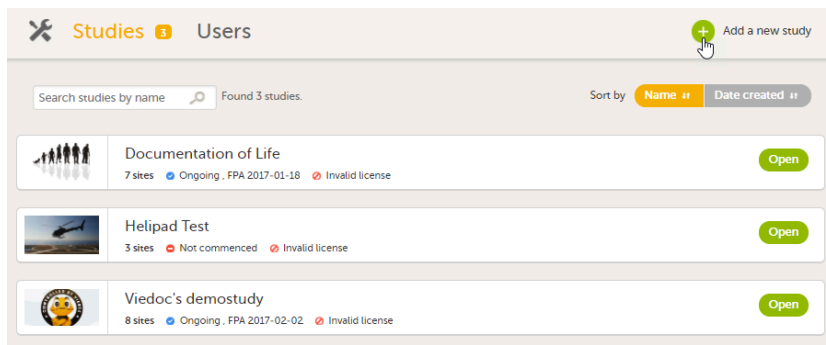 Studies 3 Users Add a new study
Search studies by name Found 3 studies. Sort by Name Date created
Documentation of Life Open
7 sites Ongoing , FPA 2017-01-18 Invalid license
Helipad Test Open
3 sites Not commenced Invalid license
Viedoc's demostudy Open
8 sites Ongoing , FPA 2017-02-02 Invalid license